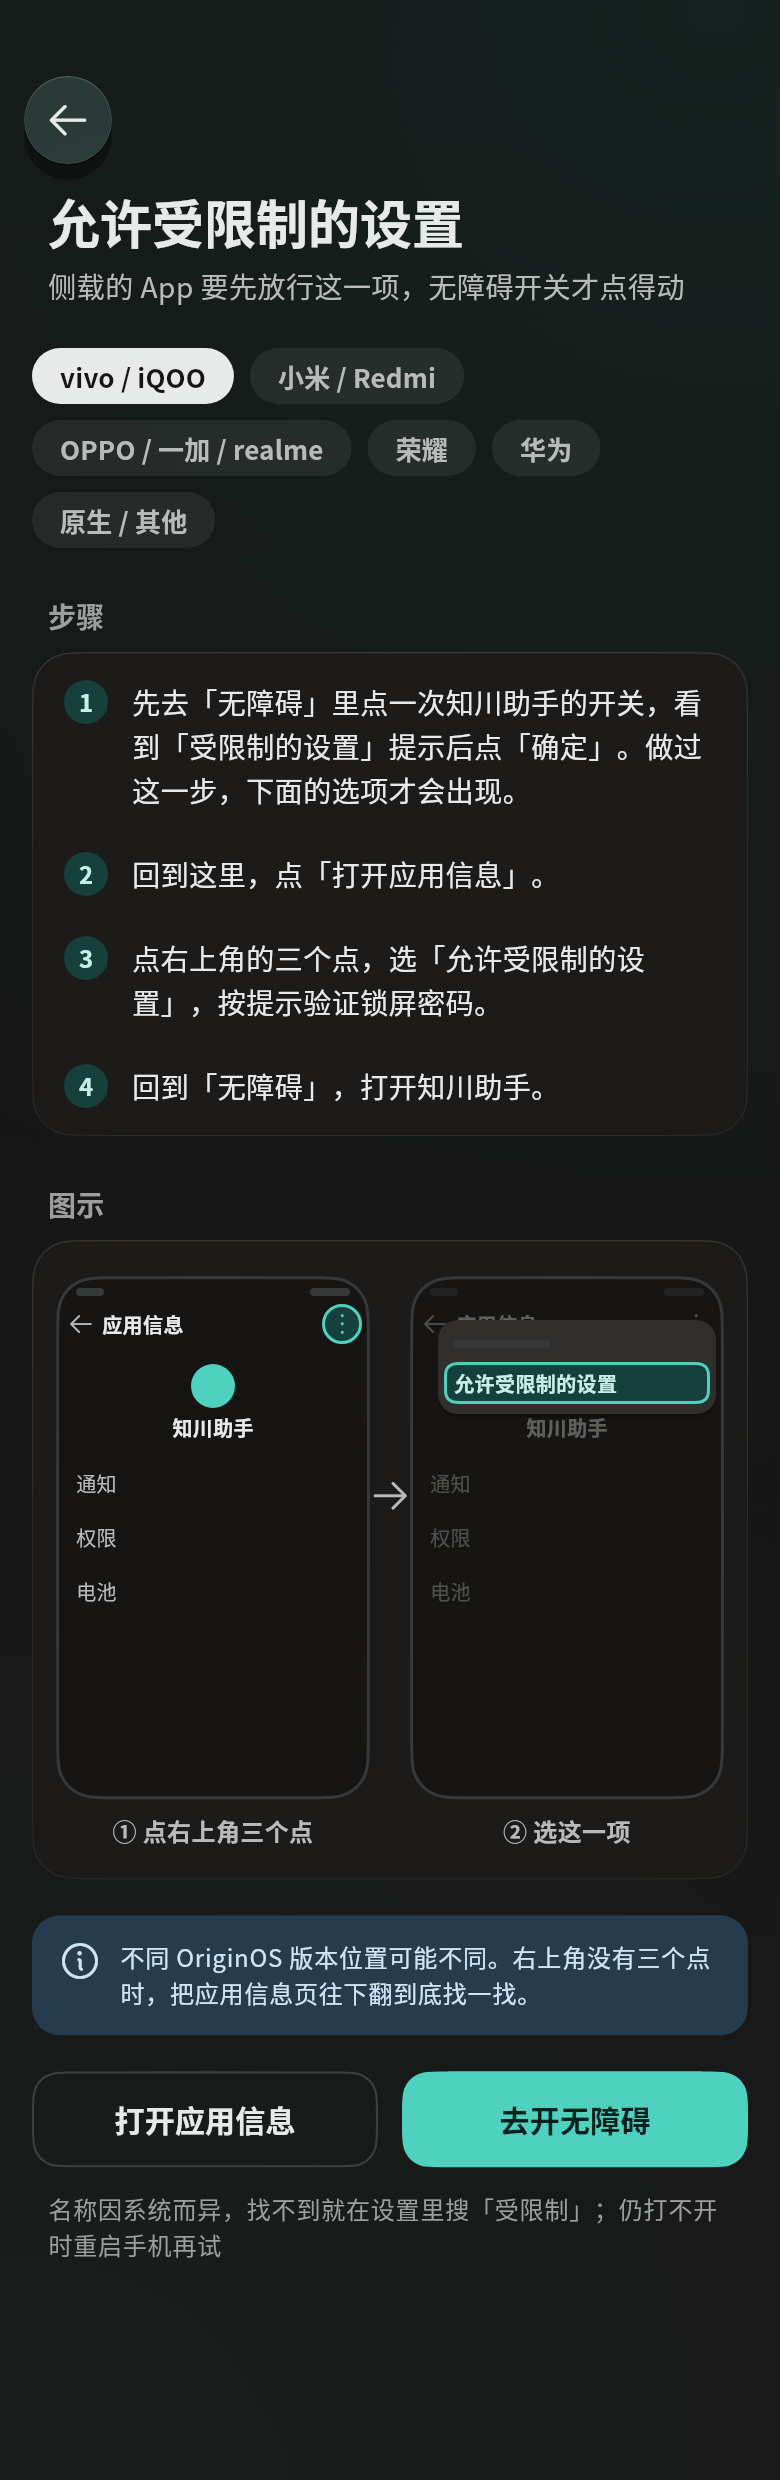 允许受限制的设置
侧载的 App 要先放行这一项，无障碍开关才点得动
vivo / iQOO
小米 / Redmi
OPPO / 一加 / realme
荣耀
华为
原生 / 其他
步骤
1 先去「无障碍」里点一次知川助手的开关，看
到「受限制的设置」提示后点「确定」。做过
这一步，下面的选项才会出现。
2 回到这里，点「打开应用信息」。
3 点右上角的三个点，选「允许受限制的设
置」，按提示验证锁屏密码。
4 回到「无障碍」，打开知川助手。
图示
应用信息
知川助手
通知
权限
电池
① 点右上角三个点
应用信息
允许受限制的设置
知川助手
通知
权限
电池
② 选这一项
不同 OriginOS 版本位置可能不同。右上角没有三个点
时，把应用信息页往下翻到底找一找。
打开应用信息
去开无障碍
名称因系统而异，找不到就在设置里搜「受限制」；仍打不开
时重启手机再试